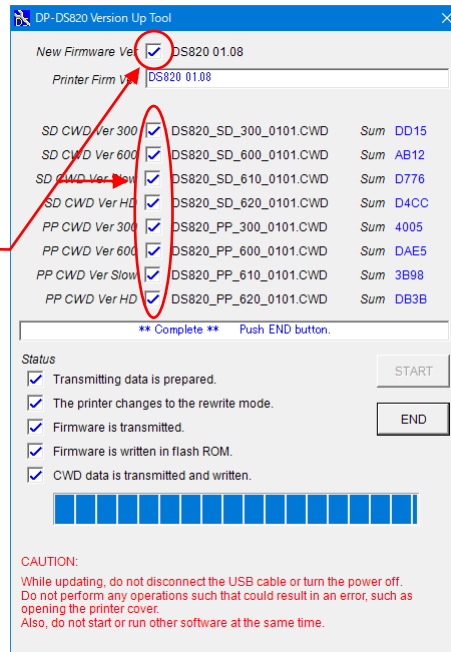 DP-DS820 Version Up Tool
New Firmware Ver DS820 01.08
Printer Firm Ver DS820 01.08
SD CWD Ver 300 DS820_SD_300_0101.CWD Sum DD15
SD CWD Ver 600 DS820_SD_600_0101.CWD Sum AB12
SD CWD Ver Slow DS820_SD_610_0101.CWD Sum D776
SD CWD Ver HD DS820_SD_620_0101.CWD Sum D4CC
PP CWD Ver 300 DS820_PP_300_0101.CWD Sum 4005
PP CWD Ver 600 DS820_PP_600_0101.CWD Sum DAE5
PP CWD Ver Slow DS820_PP_610_0101.CWD Sum 3B98
PP CWD Ver HD DS820_PP_620_0101.CWD Sum DB3B
** Complete ** Push END button.
Status
Transmitting data is prepared.
START
The printer changes to the rewrite mode.
Firmware is transmitted.
END
Firmware is written in flash ROM.
CWD data is transmitted and written.
CAUTION:
While updating, do not disconnect the USB cable or turn the power off.
Do not perform any operations such that could result in an error, such as
opening the printer cover.
Also, do not start or run other software at the same time.